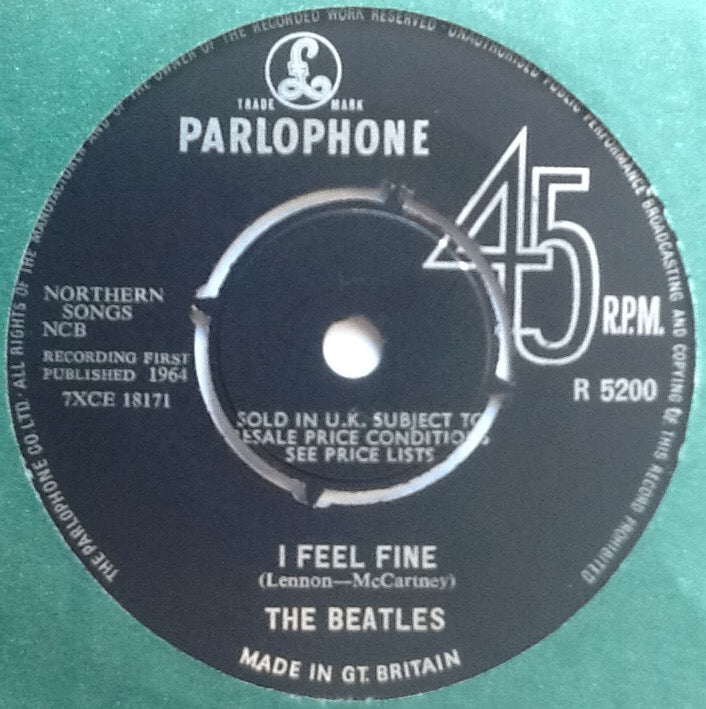 THE PARLOPHONE CO. LTD. · ALL RIGHTS OF THE MANUFACTURER AND OF THE OWNER OF THE RECORDED WORK RESERVED · UNAUTHORISED PUBLIC PERFORMANCE BROADCASTING AND COPYING OF THIS RECORD PROHIBITED
£
TRADE MARK
PARLOPHONE
45
R.P.M.
NORTHERN
SONGS
NCB
RECORDING FIRST
PUBLISHED 1964
7XCE 18171
R 5200
SOLD IN U.K. SUBJECT TO
ESALE PRICE CONDITIONS
SEE PRICE LISTS
I FEEL FINE
(Lennon—McCartney)
THE BEATLES
MADE IN GT. BRITAIN